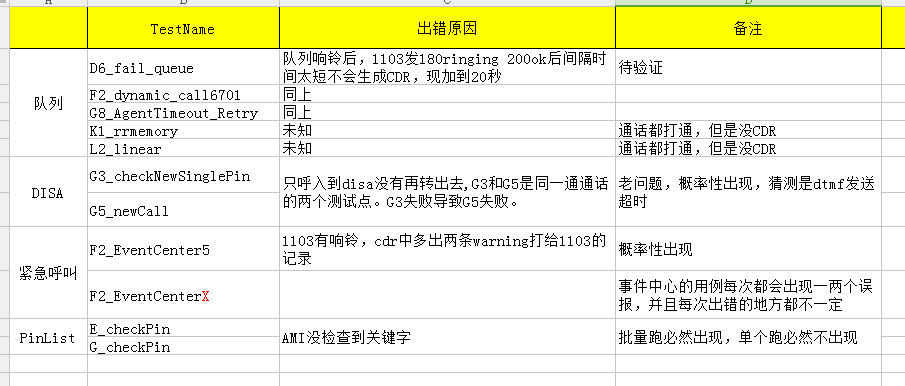 A B C D
TestName 出错原因 备注
队列
D6_fail_queue
队列响铃后，1103发180ringing 200ok后间隔时
间太短不会生成CDR，现加到20秒
待验证
F2_dynamic_call6701 同上
G8_AgentTimeout_Retry 同上
K1_rrmemory 未知 通话都打通，但是没CDR
L2_linear 未知 通话都打通，但是没CDR
DISA
G3_checkNewSinglePin
G5_newCall
只呼入到disa没有再转出去,G3和G5是同一通通话
的两个测试点。G3失败导致G5失败。
老问题，概率性出现，猜测是dtmf发送
超时
紧急呼叫
F2_EventCenter5
1103有响铃，cdr中多出两条warning打给1103的
记录
概率性出现
F2_EventCenterX
事件中心的用例每次都会出现一两个误
报，并且每次出错的地方都不一定
PinList
E_checkPin
G_checkPin
AMI没检查到关键字
批量跑必然出现，单个跑必然不出现